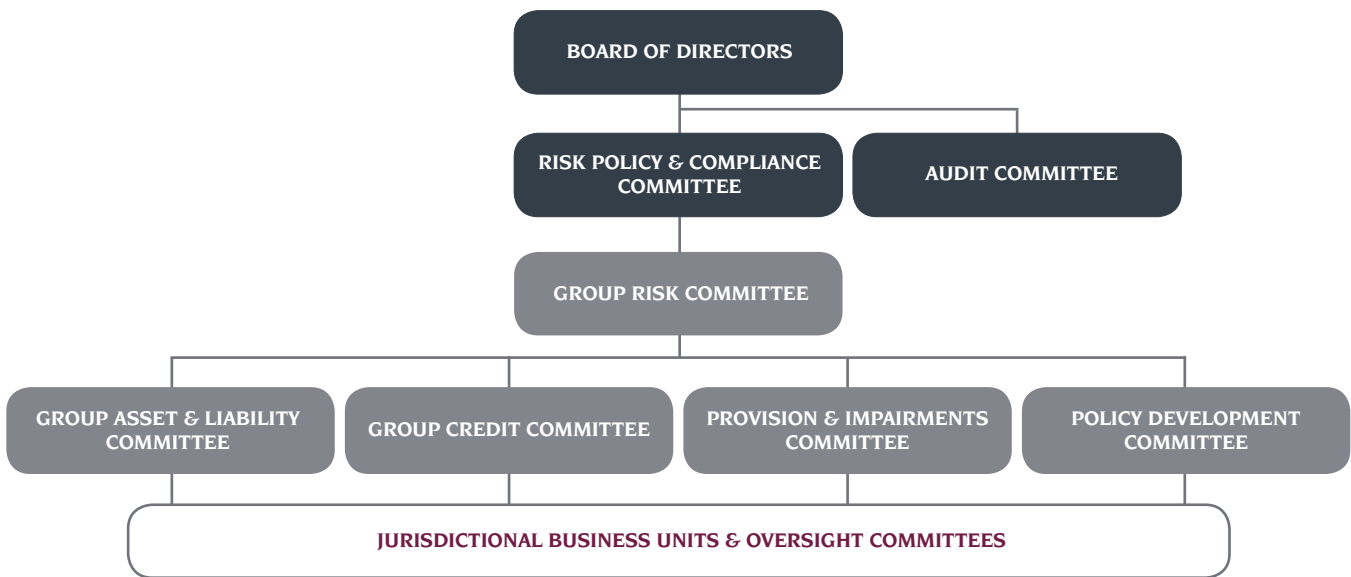 BOARD OF DIRECTORS
RISK POLICY & COMPLIANCE
COMMITTEE
AUDIT COMMITTEE
GROUP RISK COMMITTEE
GROUP ASSET & LIABILITY
COMMITTEE
GROUP CREDIT COMMITTEE
PROVISION & IMPAIRMENTS
COMMITTEE
POLICY DEVELOPMENT
COMMITTEE
JURISDICTIONAL BUSINESS UNITS & OVERSIGHT COMMITTEES